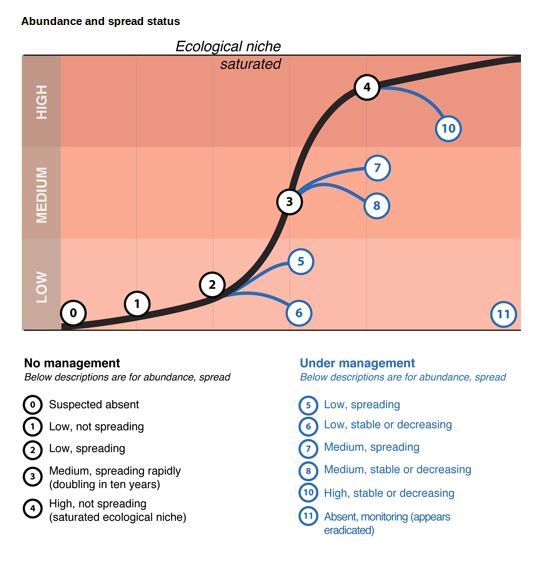 Abundance and spread status
Ecological niche
saturated
HIGH
MEDIUM
LOW
4
10
7
3
8
5
2
1
0
6
11
No management
Below descriptions are for abundance, spread
0 Suspected absent
1 Low, not spreading
2 Low, spreading
3 Medium, spreading rapidly
(doubling in ten years)
4 High, not spreading
(saturated ecological niche)
Under management
Below descriptions are for abundance, spread
5 Low, spreading
6 Low, stable or decreasing
7 Medium, spreading
8 Medium, stable or decreasing
10 High, stable or decreasing
11 Absent, monitoring (appears
eradicated)